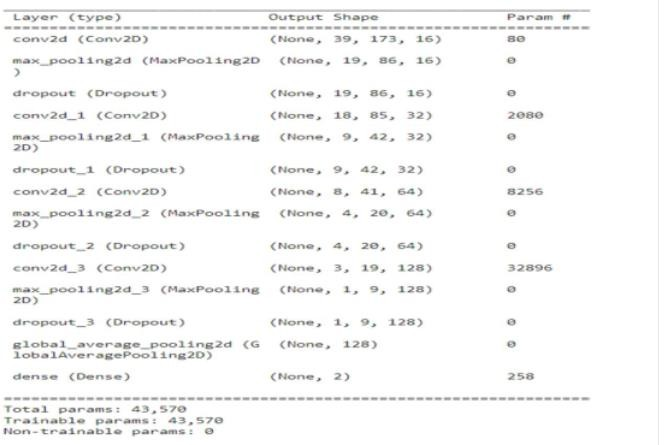 Layer (type) Output Shape Param #
conv2d (Conv2D) (None, 39, 173, 16) 80
max_pooling2d (MaxPooling2D (None, 19, 86, 16) 0
)
dropout (Dropout) (None, 19, 86, 16) 0
conv2d_1 (Conv2D) (None, 18, 85, 32) 2080
max_pooling2d_1 (MaxPooling (None, 9, 42, 32) 0
2D)
dropout_1 (Dropout) (None, 9, 42, 32) 0
conv2d_2 (Conv2D) (None, 8, 41, 64) 8256
max_pooling2d_2 (MaxPooling (None, 4, 20, 64) 0
2D)
dropout_2 (Dropout) (None, 4, 20, 64) 0
conv2d_3 (Conv2D) (None, 3, 19, 128) 32896
max_pooling2d_3 (MaxPooling (None, 1, 9, 128) 0
2D)
dropout_3 (Dropout) (None, 1, 9, 128) 0
global_average_pooling2d (G (None, 128) 0
lobalAveragePooling2D)
dense (Dense) (None, 2) 258
Total params: 43,570
Trainable params: 43,570
Non-trainable params: 0